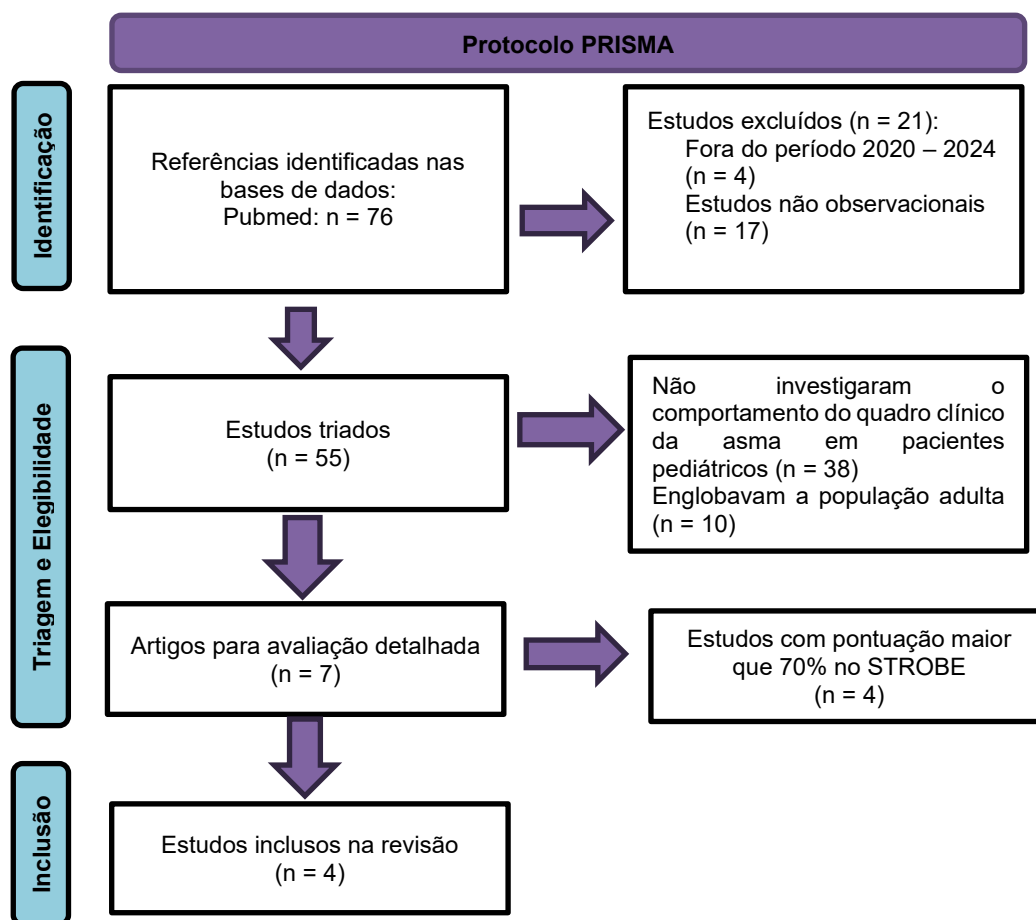 Protocolo PRISMA
Identificação
Referências identificadas nas
bases de dados:
Pubmed: n = 76
Estudos excluídos (n = 21):
Fora do período 2020 – 2024
(n = 4)
Estudos não observacionais
(n = 17)
Triagem e Elegibilidade
Estudos triados
(n = 55)
Não investigaram o
comportamento do quadro clínico
da asma em pacientes
pediátricos (n = 38)
Englobavam a população adulta
(n = 10)
Artigos para avaliação detalhada
(n = 7)
Estudos com pontuação maior
que 70% no STROBE
(n = 4)
Inclusão
Estudos inclusos na revisão
(n = 4)